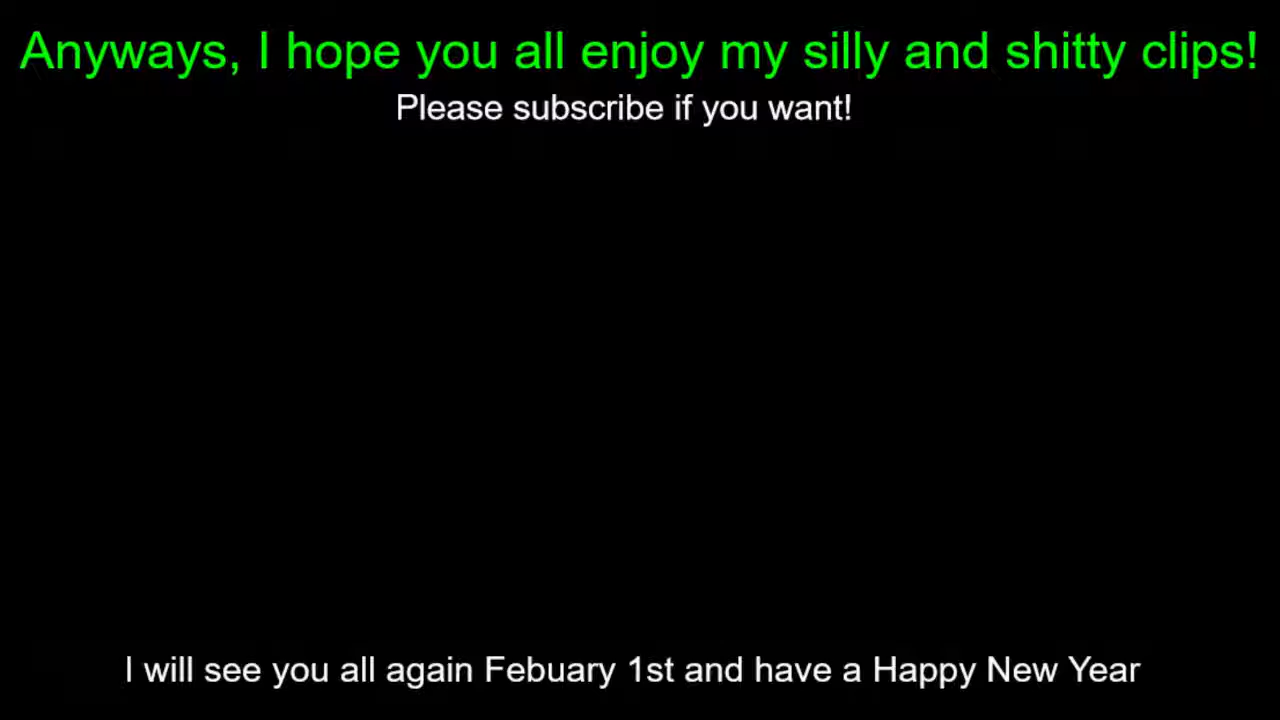 Anyways, I hope you all enjoy my silly and shitty clips!
Please subscribe if you want!
I will see you all again Febuary 1st and have a Happy New Year